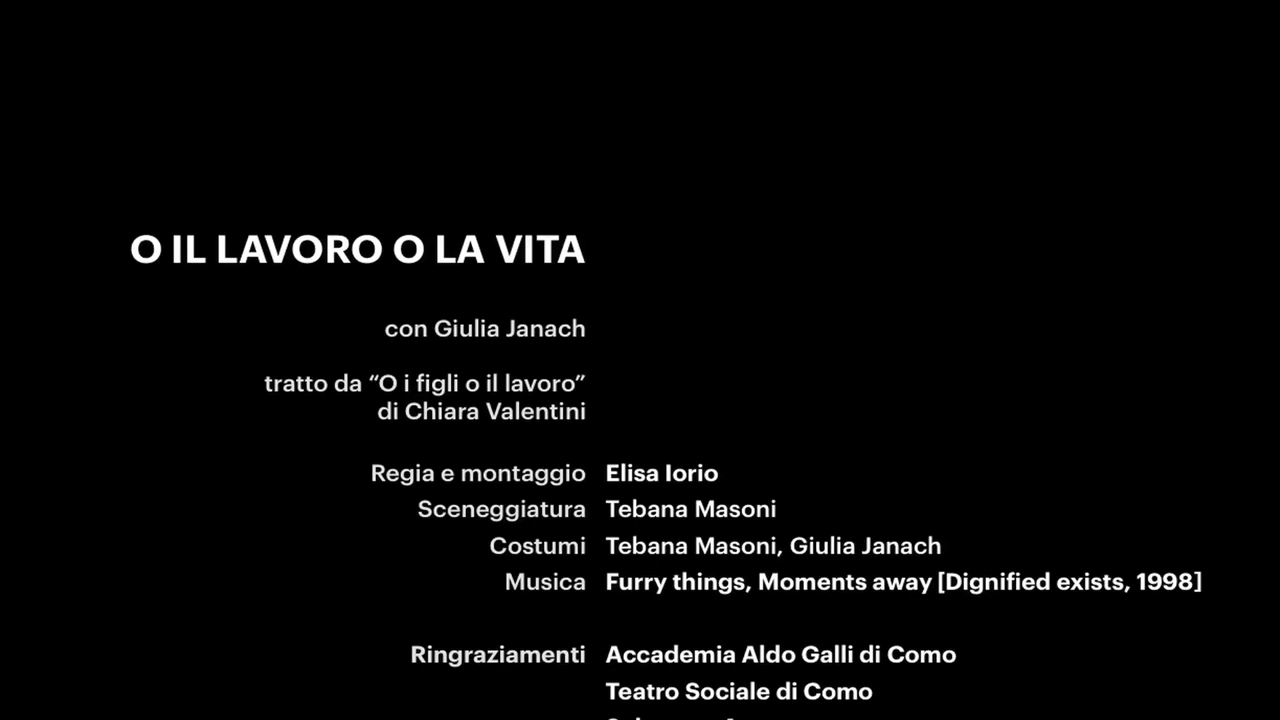 O IL LAVORO O LA VITA
con Giulia Janach
tratto da “O i figli o il lavoro”
di Chiara Valentini
Regia e montaggio Elisa Iorio
Sceneggiatura Tebana Masoni
Costumi Tebana Masoni, Giulia Janach
Musica Furry things, Moments away [Dignified exists, 1998]
Ringraziamenti Accademia Aldo Galli di Como
Teatro Sociale di Como